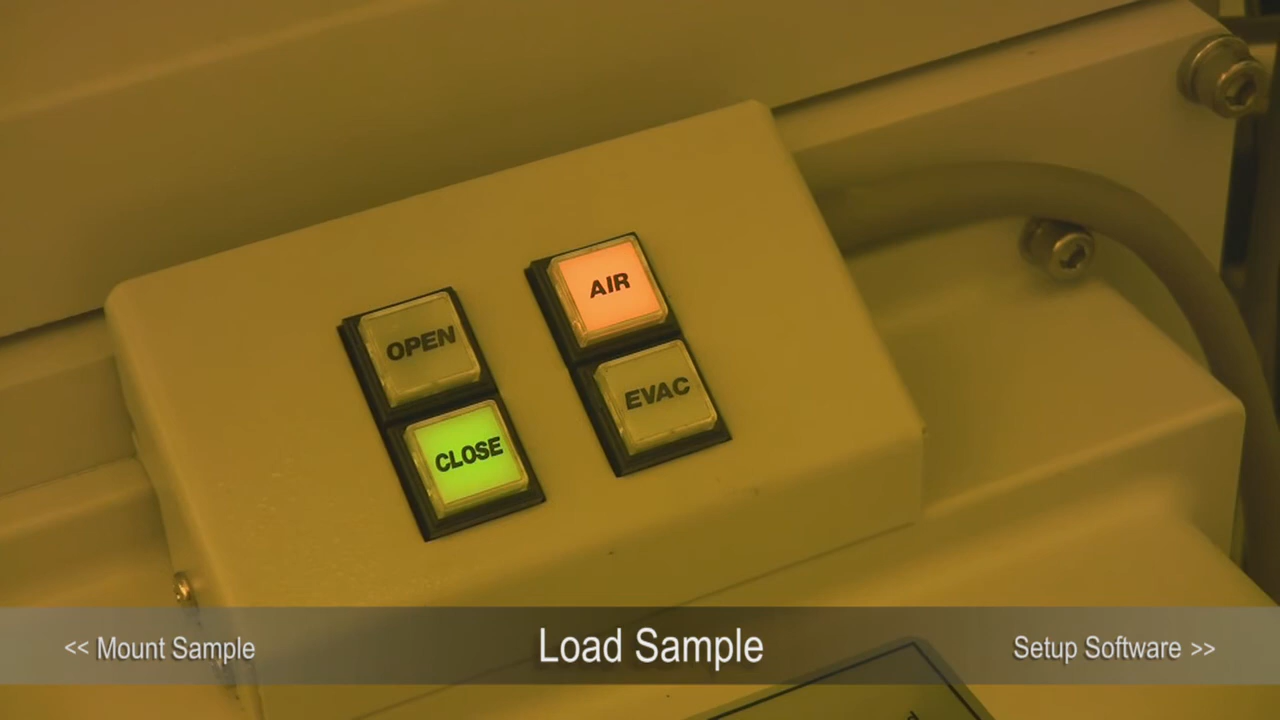 OPEN
CLOSE
AIR
EVAC
<< Mount Sample
Load Sample
Setup Software >>